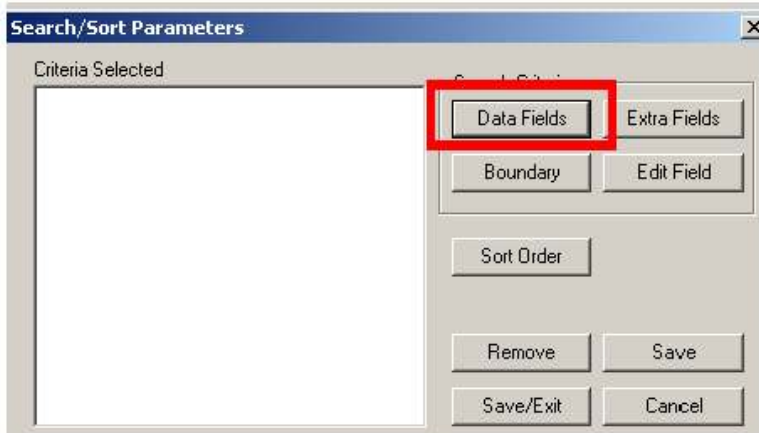 Search/Sort Parameters
Criteria Selected
Data Fields
Extra Fields
Boundary
Edit Field
Sort Order
Remove
Save
Save/Exit
Cancel